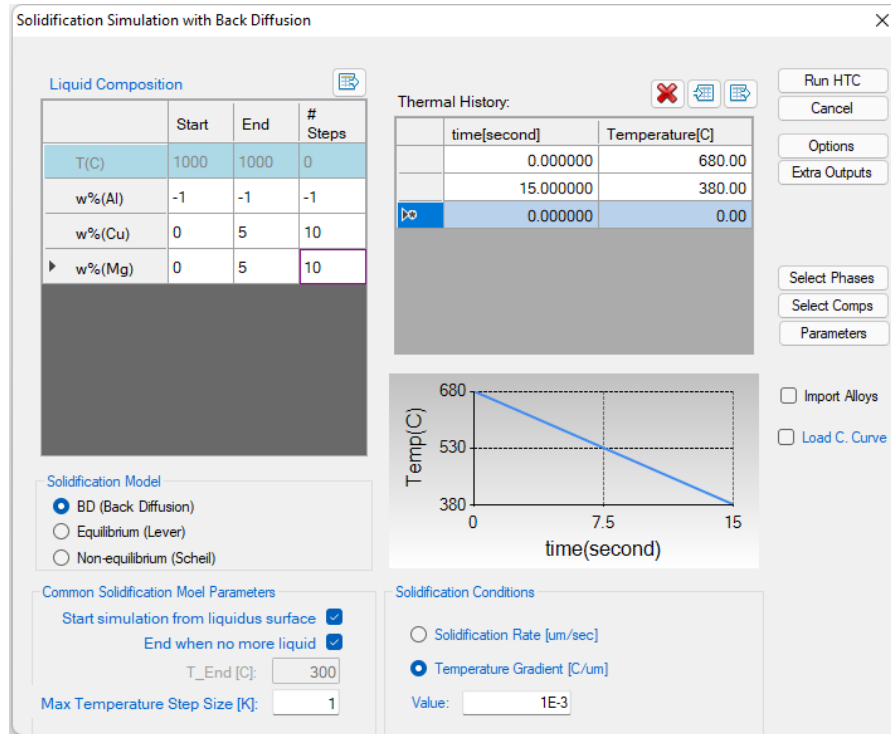 Solidification Simulation with Back Diffusion
Liquid Composition
Start End # Steps
T(C) 1000 1000 0
w%(Al) -1 -1 -1
w%(Cu) 0 5 10
w%(Mg) 0 5 10
Thermal History:
time[second] Temperature[C]
0.000000 680.00
15.000000 380.00
0.000000 0.00
Run HTC
Cancel
Options
Extra Outputs
Select Phases
Select Comps
Parameters
Import Alloys
Load C. Curve
Temp(C)
680
530
380
0 7.5 15
time(second)
Solidification Model
BD (Back Diffusion)
Equilibrium (Lever)
Non-equilibrium (Scheil)
Common Solidification Moel Parameters
Start simulation from liquidus surface
End when no more liquid
T_End [C]: 300
Max Temperature Step Size [K]: 1
Solidification Conditions
Solidification Rate [um/sec]
Temperature Gradient [C/um]
Value: 1E-3